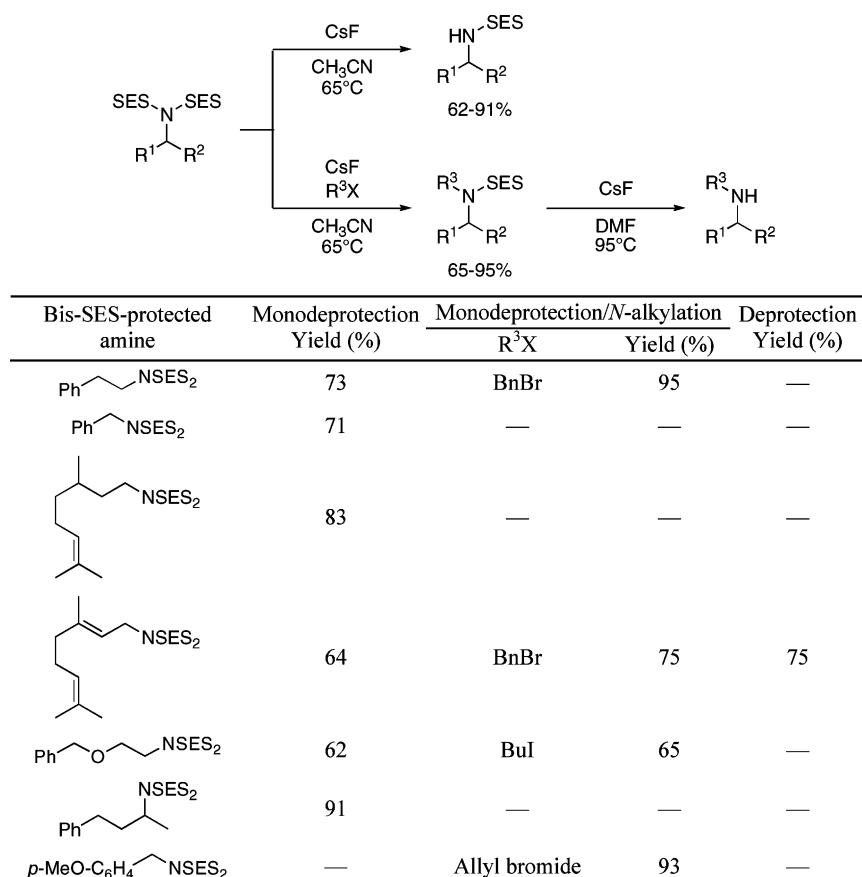 CsF
CH₃CN
65°C
HN SES
R¹ R²
62-91%
SES SES
N
R¹ R²
CsF
R³X
CH₃CN
65°C
R³ N SES
R¹ R²
65-95%
CsF
DMF
95°C
R³ NH
R¹ R²
Bis-SES-protected amine Monodeprotection Yield (%) Monodeprotection/N-alkylation Deprotection Yield (%)
R³X Yield (%)
Ph NSES₂ 73 BnBr 95 —
Ph NSES₂ 71 — — —
NSES₂ 83 — — —
NSES₂ 64 BnBr 75 75
Ph O NSES₂ 62 BuI 65 —
NSES₂
Ph 91 — — —
p-MeO-C₆H₄ NSES₂ — Allyl bromide 93 —